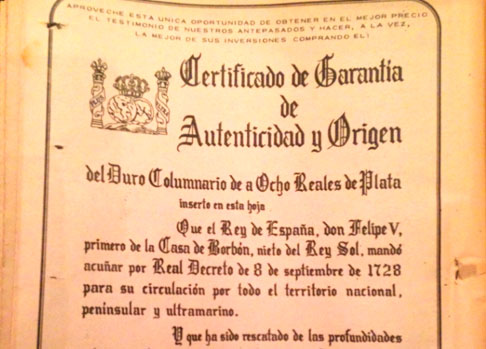 APROVECHE ESTA UNICA OPORTUNIDAD DE OBTENER EN EL MEJOR PRECIO
EL TESTIMONIO DE NUESTROS ANTEPASADOS Y HACER, A LA VEZ,
LA MEJOR DE SUS INVERSIONES COMPRANDO EL:
Certificado de Garantia
de
Autenticidad y Origen
del Duro Columnario de a Ocho Reales de Plata
inserto en esta hoja
Que el Rey de España, don Felipe V,
primero de la Casa de Borbón, nieto del Rey Sol, mandó
acuñar por Real Decreto de 8 de septiembre de 1728
para su circulación por todo el territorio nacional,
peninsular y ultramarino.
Y que ha sido rescatado de las profundidades